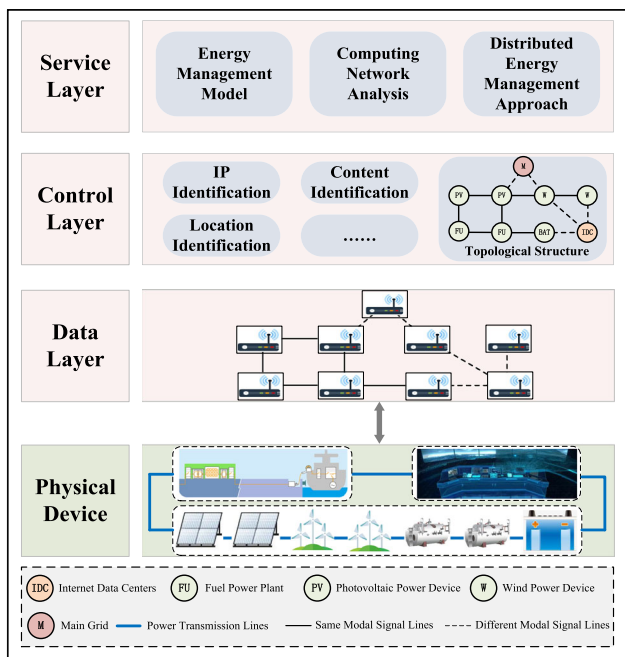 Service
Layer
Energy
Management
Model
Computing
Network
Analysis
Distributed
Energy
Management
Approach
Control
Layer
IP
Identification
Content
Identification
Location
Identification
……
M
PV
PV
W
W
FU
FU
BAT
IDC
Topological Structure
Data
Layer
Physical
Device
IDC Internet Data Centers
FU Fuel Power Plant
PV Photovoltaic Power Device
W Wind Power Device
M Main Grid
Power Transmission Lines
Same Modal Signal Lines
Different Modal Signal Lines